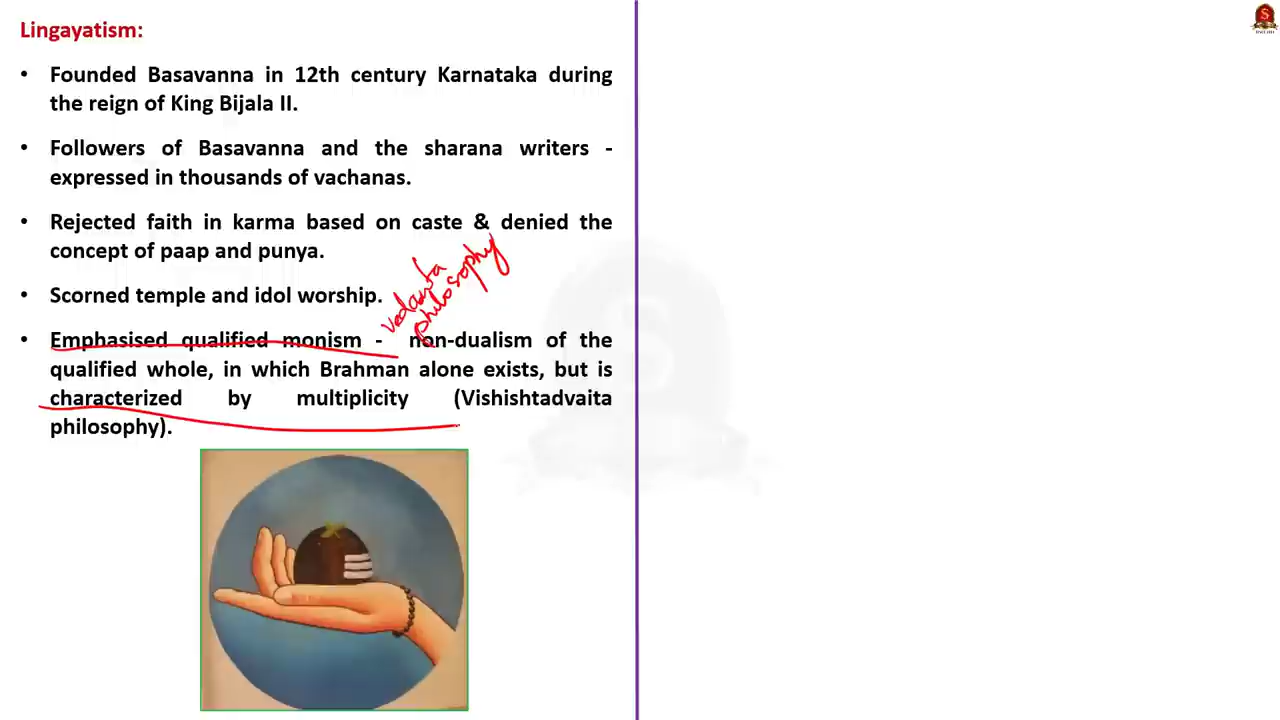 Lingayatism:
• Founded Basavanna in 12th century Karnataka during
the reign of King Bijala II.
• Followers of Basavanna and the sharana writers -
expressed in thousands of vachanas.
• Rejected faith in karma based on caste & denied the
concept of paap and punya.
• Scorned temple and idol worship.
vedanta
philosophy
• Emphasised qualified monism - non-dualism of the
qualified whole, in which Brahman alone exists, but is
characterized by multiplicity (Vishishtadvaita
philosophy).